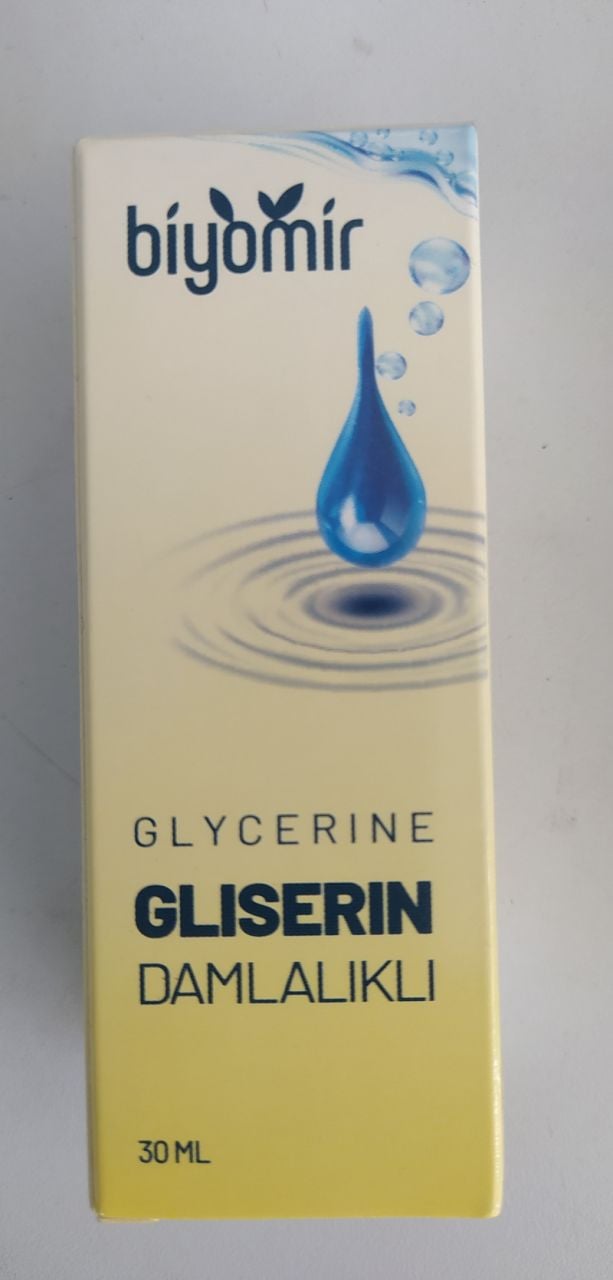 biyomir
GLYCERINE
GLISERIN
DAMLALIKLI
30 ML